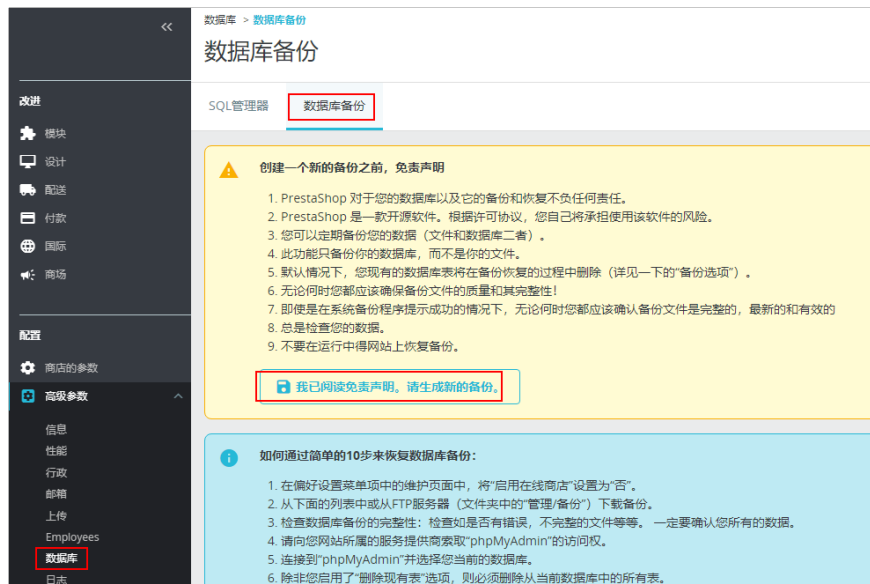 «
改进
模块
设计
配送
付款
国际
商场
配置
商店的参数
高级参数
信息
性能
行政
邮箱
上传
Employees
数据库
日志
数据库 > 数据库备份
数据库备份
SQL管理器
数据库备份
创建一个新的备份之前，免责声明
1. PrestaShop 对于您的数据库以及它的备份和恢复不负任何责任。
2. PrestaShop 是一款开源软件。根据许可协议，您自己将承担使用该软件的风险。
3. 您可以定期备份您的数据（文件和数据库二者）。
4. 此功能只备份你的数据库，而不是你的文件。
5. 默认情况下，您现有的数据库表将在备份恢复的过程中删除（详见一下的“备份选项”）。
6. 无论何时您都应该确保备份文件的质量和其完整性！
7. 即使是在系统备份程序提示成功的情况下，无论何时您都应该确认备份文件是完整的，最新的和有效的
8. 总是检查您的数据。
9. 不要在运行中得网站上恢复备份。
我已阅读免责声明。请生成新的备份。
如何通过简单的10步来恢复数据库备份：
1. 在偏好设置菜单项中的维护页面中，将“启用在线商店”设置为“否”。
2. 从下面的列表中或从FTP服务器（文件夹中的“管理/备份”）下载备份。
3. 检查数据库备份的完整性：检查如是否有错误，不完整的文件等等。 一定要确认您所有的数据。
4. 请向您网站所属的服务提供商索取“phpMyAdmin”的访问权。
5. 连接到“phpMyAdmin”并选择您当前的数据库。
6. 除非您启用了“删除现有表”选项，则必须删除从当前数据库中的所有表。